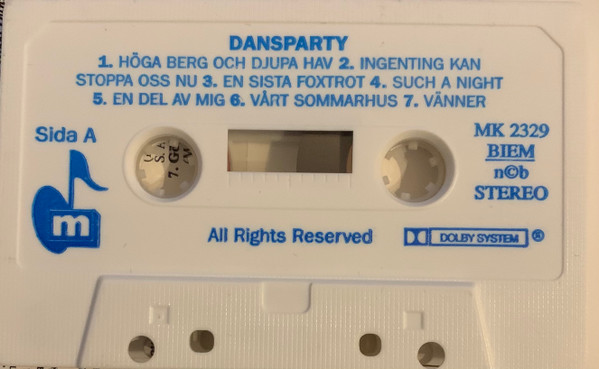 DANSPARTY
1. HÖGA BERG OCH DJUPA HAV 2. INGENTING KAN
STOPPA OSS NU 3. EN SISTA FOXTROT 4. SUCH A NIGHT
5. EN DEL AV MIG 6. VÅRT SOMMARHUS 7. VÄNNER
Sida A
MK 2329
BIEM
n©b
STEREO
m
All Rights Reserved
DOLBY SYSTEM ®